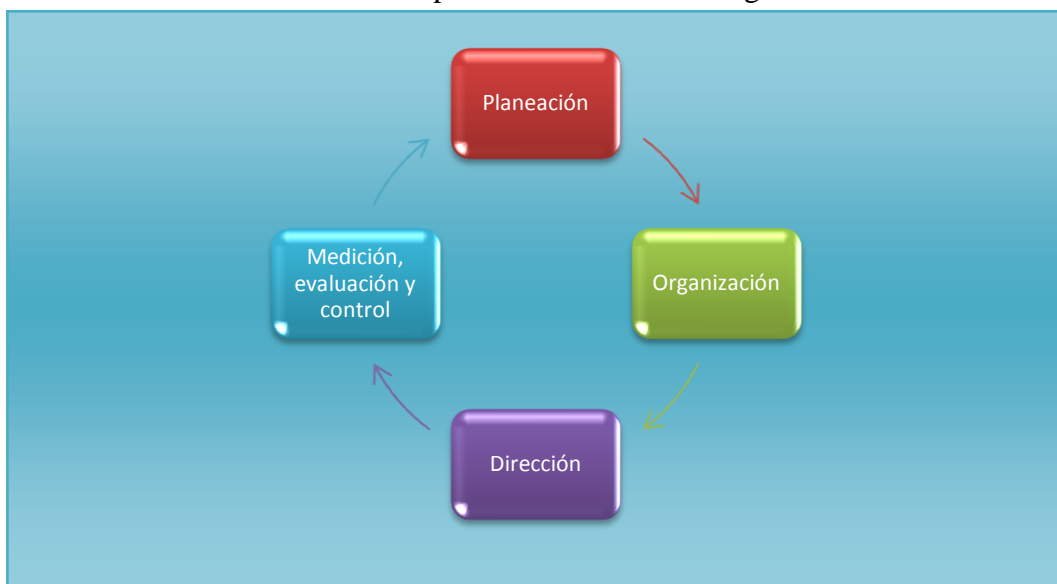 Planeación
Organización
Dirección
Medición,
evaluación y
control